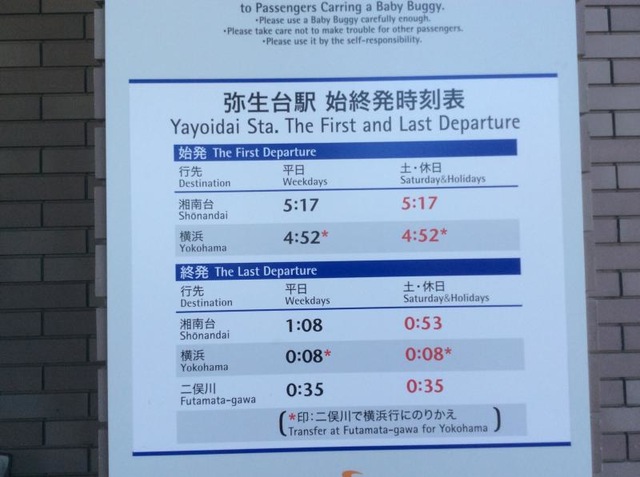 to Passengers Carring a Baby Buggy.
•Please use a Baby Buggy carefully enough.
•Please take care not to make trouble for other passengers.
•Please use it by the self-responsibility.
弥生台駅 始終発時刻表
Yayoidai Sta. The First and Last Departure
始発 The First Departure
行先 平日 土・休日
Destination Weekdays Saturday&Holidays
湘南台 5:17 5:17
Shōnandai
横浜 4:52* 4:52*
Yokohama
終発 The Last Departure
行先 平日 土・休日
Destination Weekdays Saturday&Holidays
湘南台 1:08 0:53
Shōnandai
横浜 0:08* 0:08*
Yokohama
二俣川 0:35 0:35
Futamata-gawa
(*印:二俣川で横浜行にのりかえ
Transfer at Futamata-gawa for Yokohama)